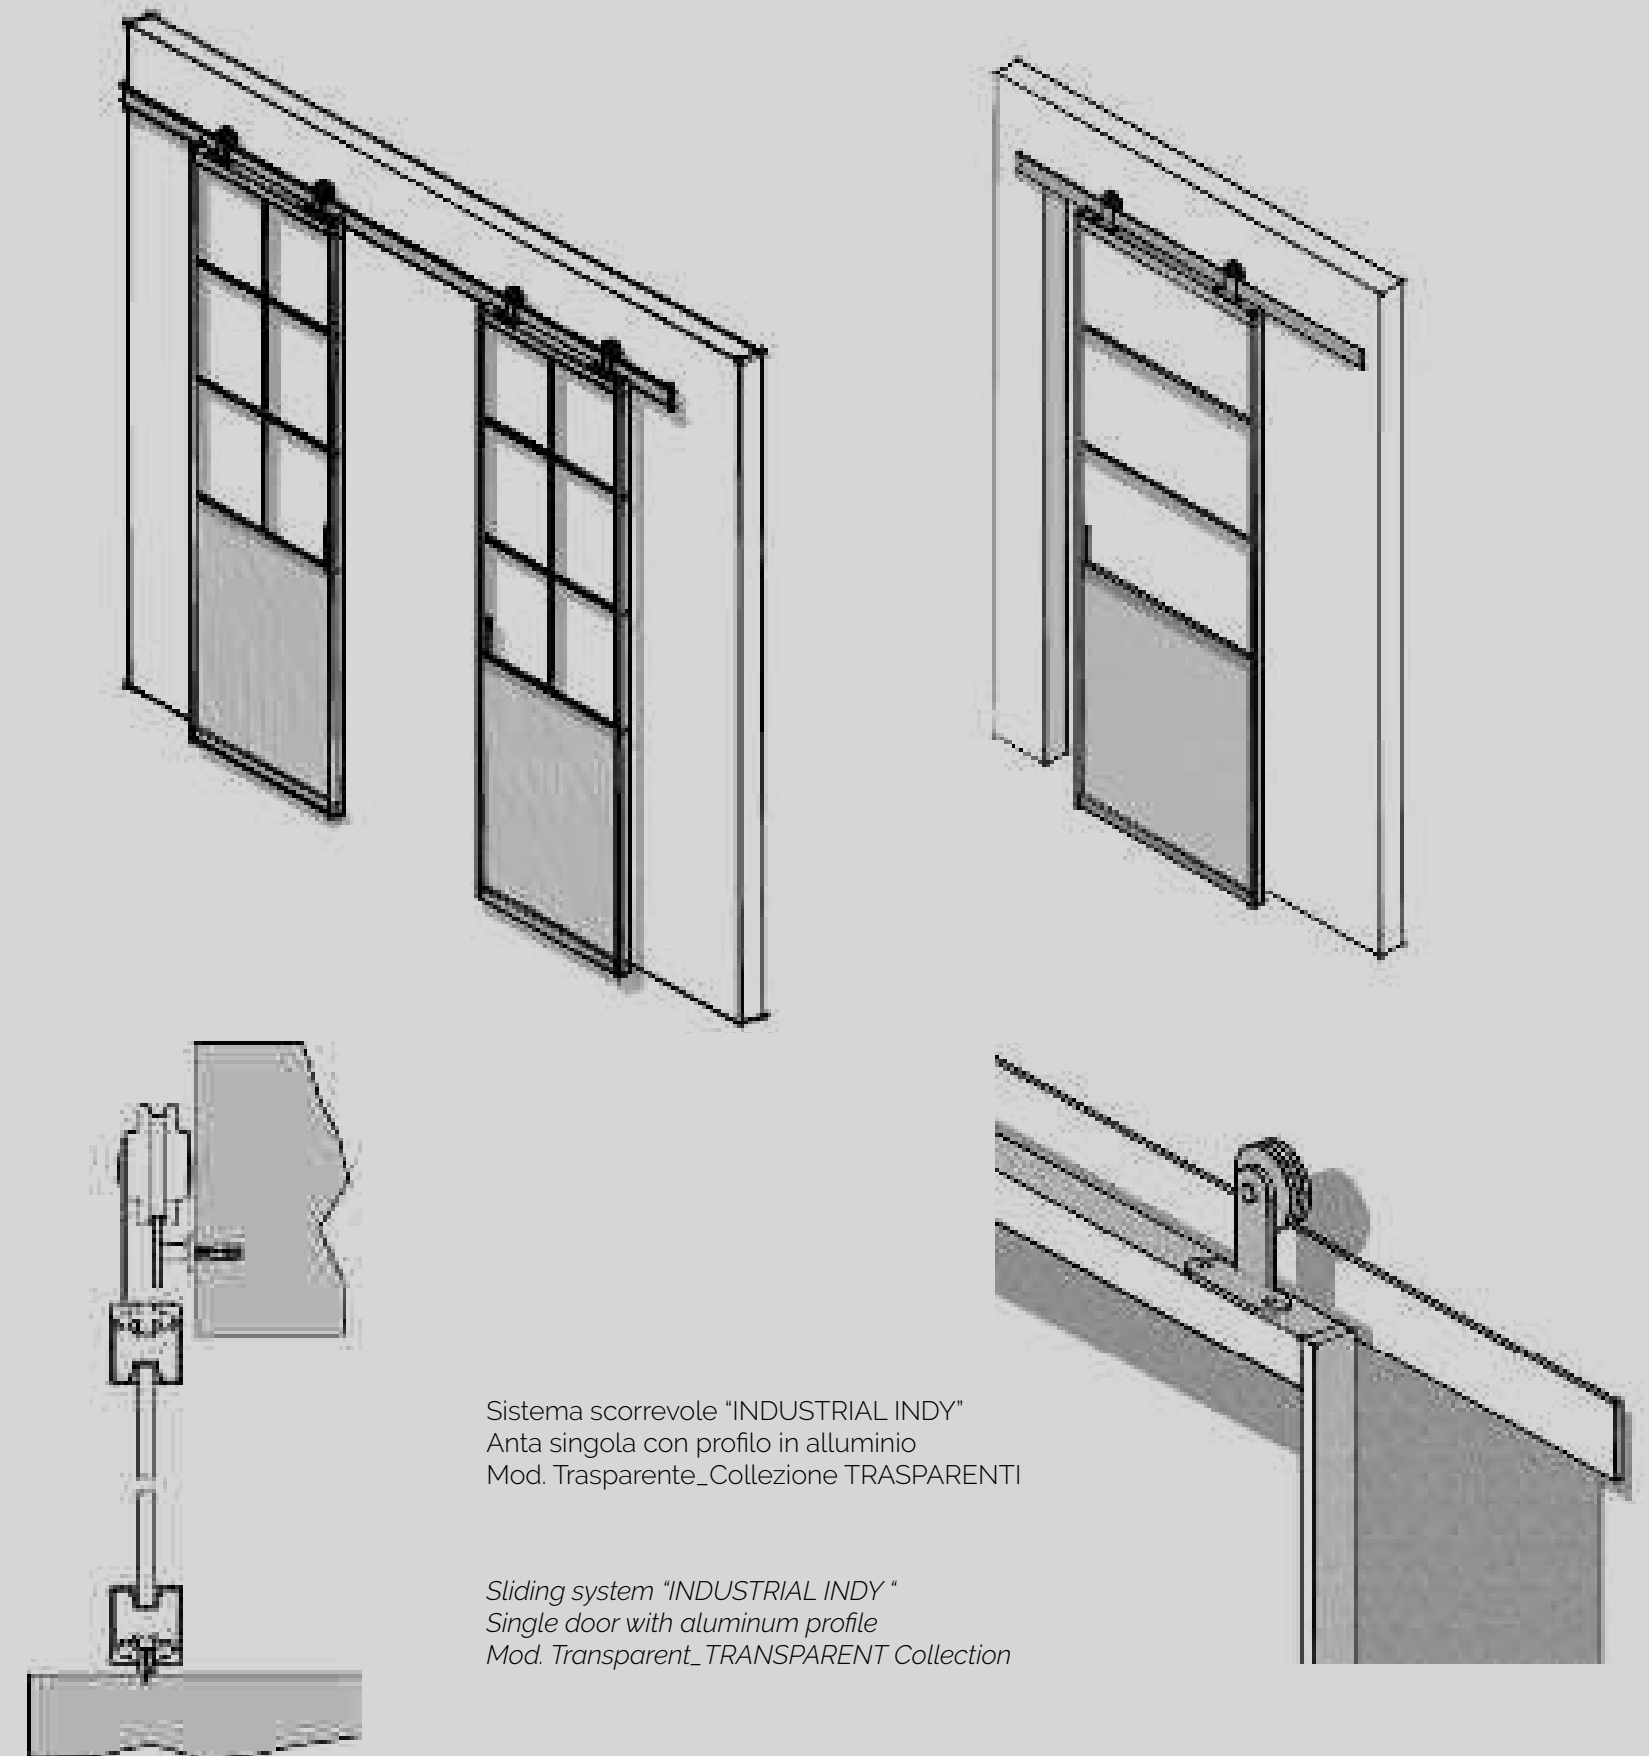 Sistema scorrevole “INDUSTRIAL INDY”
Anta singola con profilo in alluminio
Mod. Trasparente_Collezione TRASPARENTI
Sliding system “INDUSTRIAL INDY “
Single door with aluminum profile
Mod. Transparent_TRANSPARENT Collection